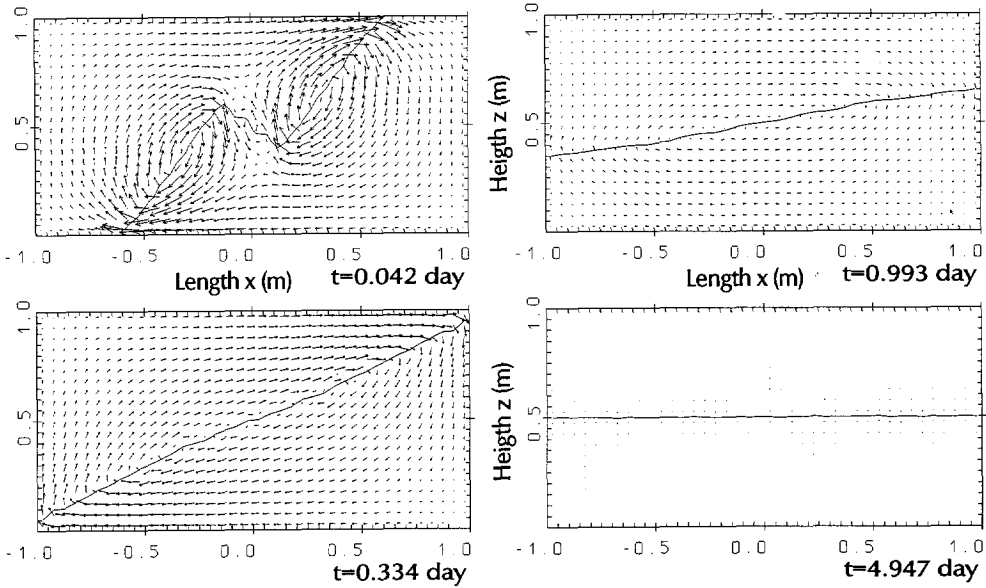 1.0
0.5
-1.0 -0.5 0.0 0.5 1.0
Length x (m) t=0.042 day
1.0
0.5
Heigth z (m)
-1.0 -0.5 0.0 0.5 1.0
Length x (m) t=0.993 day
1.0
0.5
-1.0 -0.5 0.0 0.5 1.0
t=0.334 day
1.0
0.5
Heigth z (m)
-1.0 -0.5 0.0 0.5 1.0
t=4.947 day